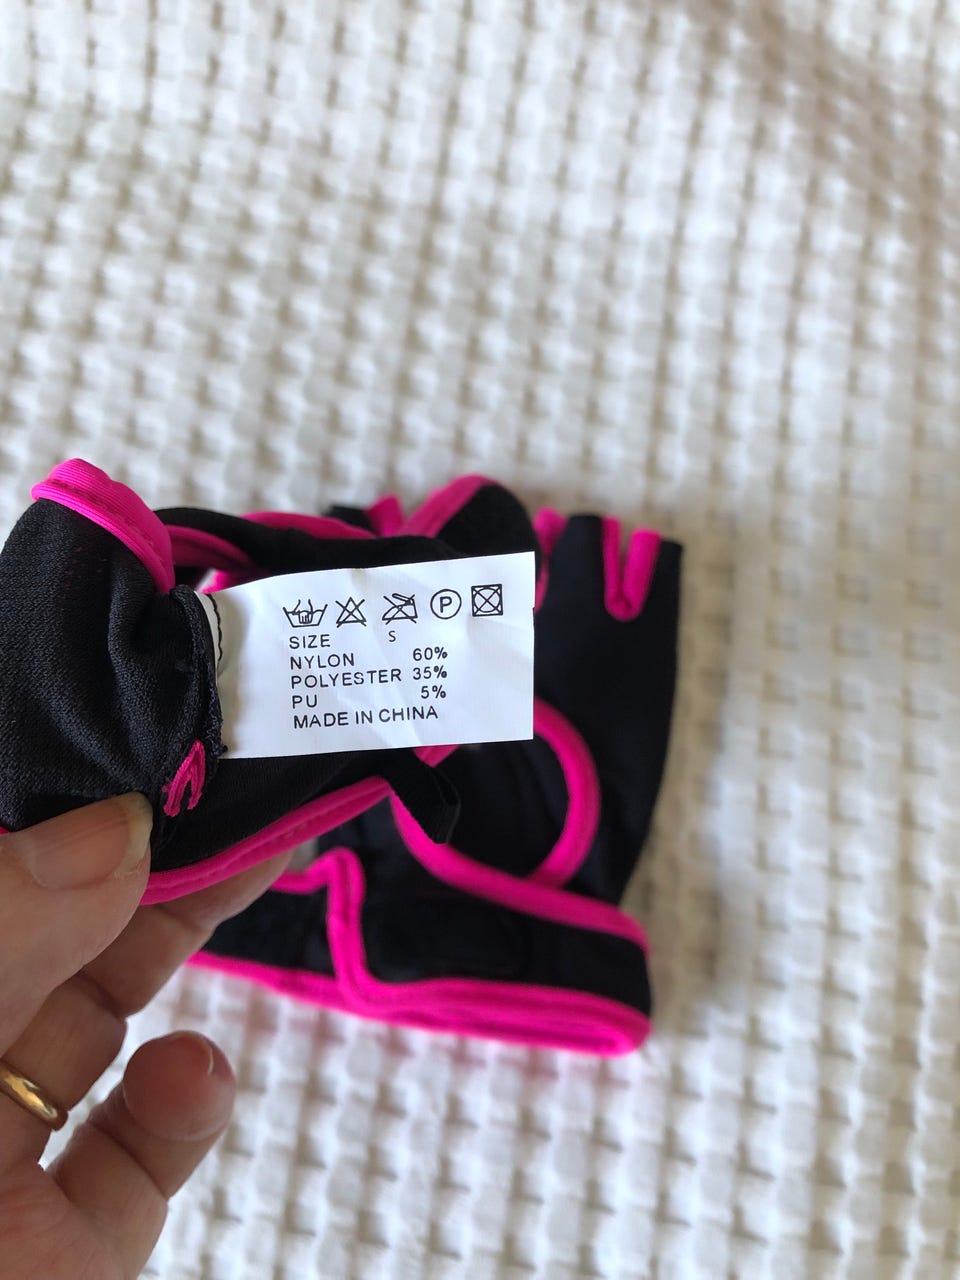 P
SIZE S
NYLON 60%
POLYESTER 35%
PU 5%
MADE IN CHINA